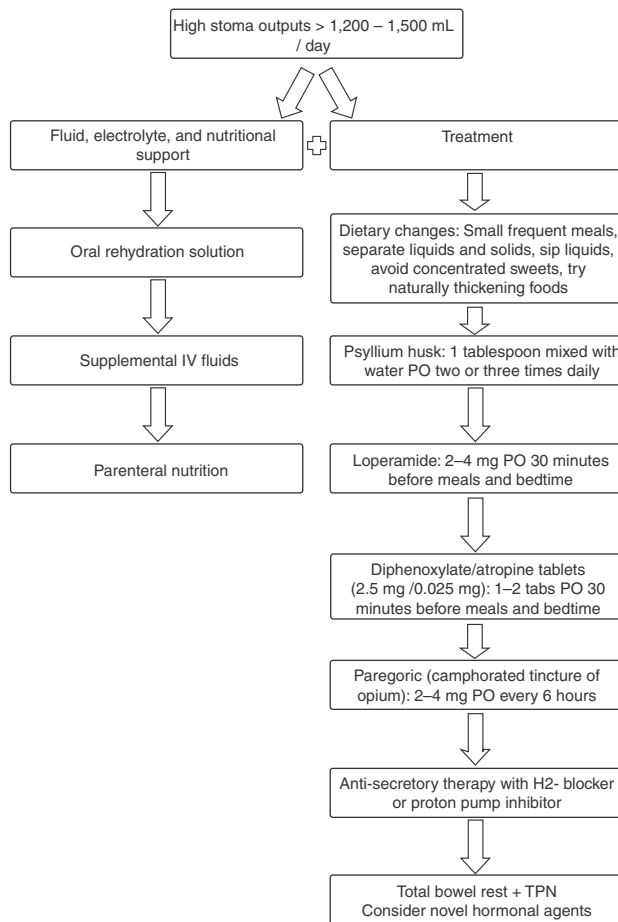 High stoma outputs > 1,200 – 1,500 mL
/ day
Fluid, electrolyte, and nutritional
support
Treatment
Oral rehydration solution
Dietary changes: Small frequent meals,
separate liquids and solids, sip liquids,
avoid concentrated sweets, try
naturally thickening foods
Supplemental IV fluids
Psyllium husk: 1 tablespoon mixed with
water PO two or three times daily
Parenteral nutrition
Loperamide: 2–4 mg PO 30 minutes
before meals and bedtime
Diphenoxylate/atropine tablets
(2.5 mg /0.025 mg): 1–2 tabs PO 30
minutes before meals and bedtime
Paregoric (camphorated tincture of
opium): 2–4 mg PO every 6 hours
Anti-secretory therapy with H2- blocker
or proton pump inhibitor
Total bowel rest + TPN
Consider novel hormonal agents